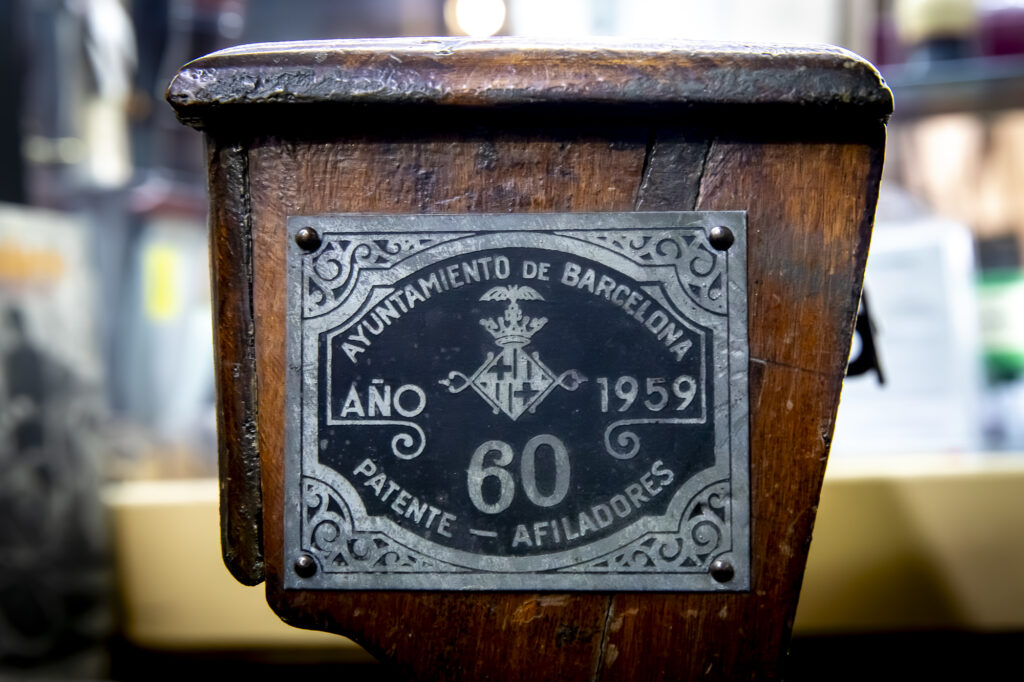 AYUNTAMIENTO DE BARCELONA
AÑO 1959
60
PATENTE — AFILADORES